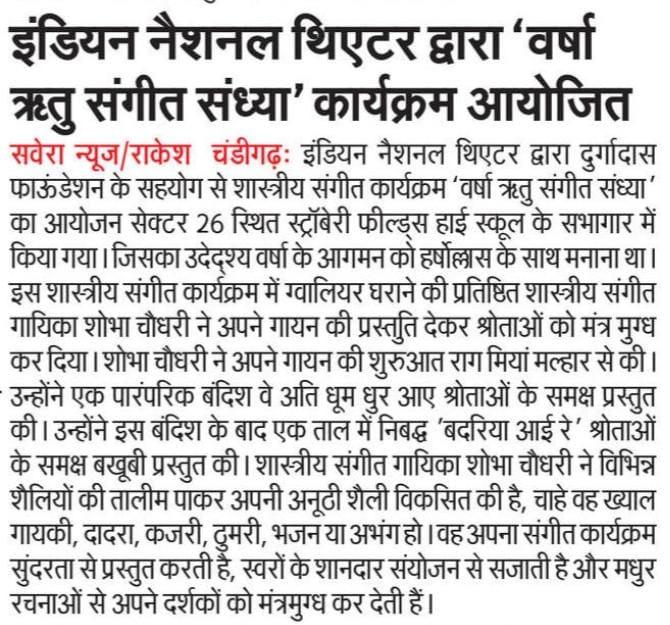 इंडियन नैशनल थिएटर द्वारा ‘वर्षा
ऋतु संगीत संध्या’ कार्यक्रम आयोजित
सवेरा न्यूज/राकेश चंडीगढ़ः इंडियन नैशनल थिएटर द्वारा दुर्गादास
फाऊंडेशन के सहयोग से शास्त्रीय संगीत कार्यक्रम ‘वर्षा ऋतु संगीत संध्या’
का आयोजन सेक्टर 26 स्थित स्ट्रॉबेरी फील्ड्स हाई स्कूल के सभागार में
किया गया। जिसका उदेद्श्य वर्षा के आगमन को हर्षोल्लास के साथ मनाना था।
इस शास्त्रीय संगीत कार्यक्रम में ग्वालियर घराने की प्रतिष्ठित शास्त्रीय संगीत
गायिका शोभा चौधरी ने अपने गायन की प्रस्तुति देकर श्रोताओं को मंत्र मुग्ध
कर दिया। शोभा चौधरी ने अपने गायन की शुरुआत राग मियां मल्हार से की।
उन्होंने एक पारंपरिक बंदिश वे अति धूम धुर आए श्रोताओं के समक्ष प्रस्तुत
की। उन्होंने इस बंदिश के बाद एक ताल में निबद्ध ’बदरिया आई रे’ श्रोताओं
के समक्ष बखूबी प्रस्तुत की। शास्त्रीय संगीत गायिका शोभा चौधरी ने विभिन्न
शैलियों की तालीम पाकर अपनी अनूठी शैली विकसित की है, चाहे वह ख्याल
गायकी, दादरा, कजरी, ठुमरी, भजन या अभंग हो। वह अपना संगीत कार्यक्रम
सुंदरता से प्रस्तुत करती है, स्वरों के शानदार संयोजन से सजाती है और मधुर
रचनाओं से अपने दर्शकों को मंत्रमुग्ध कर देती हैं।